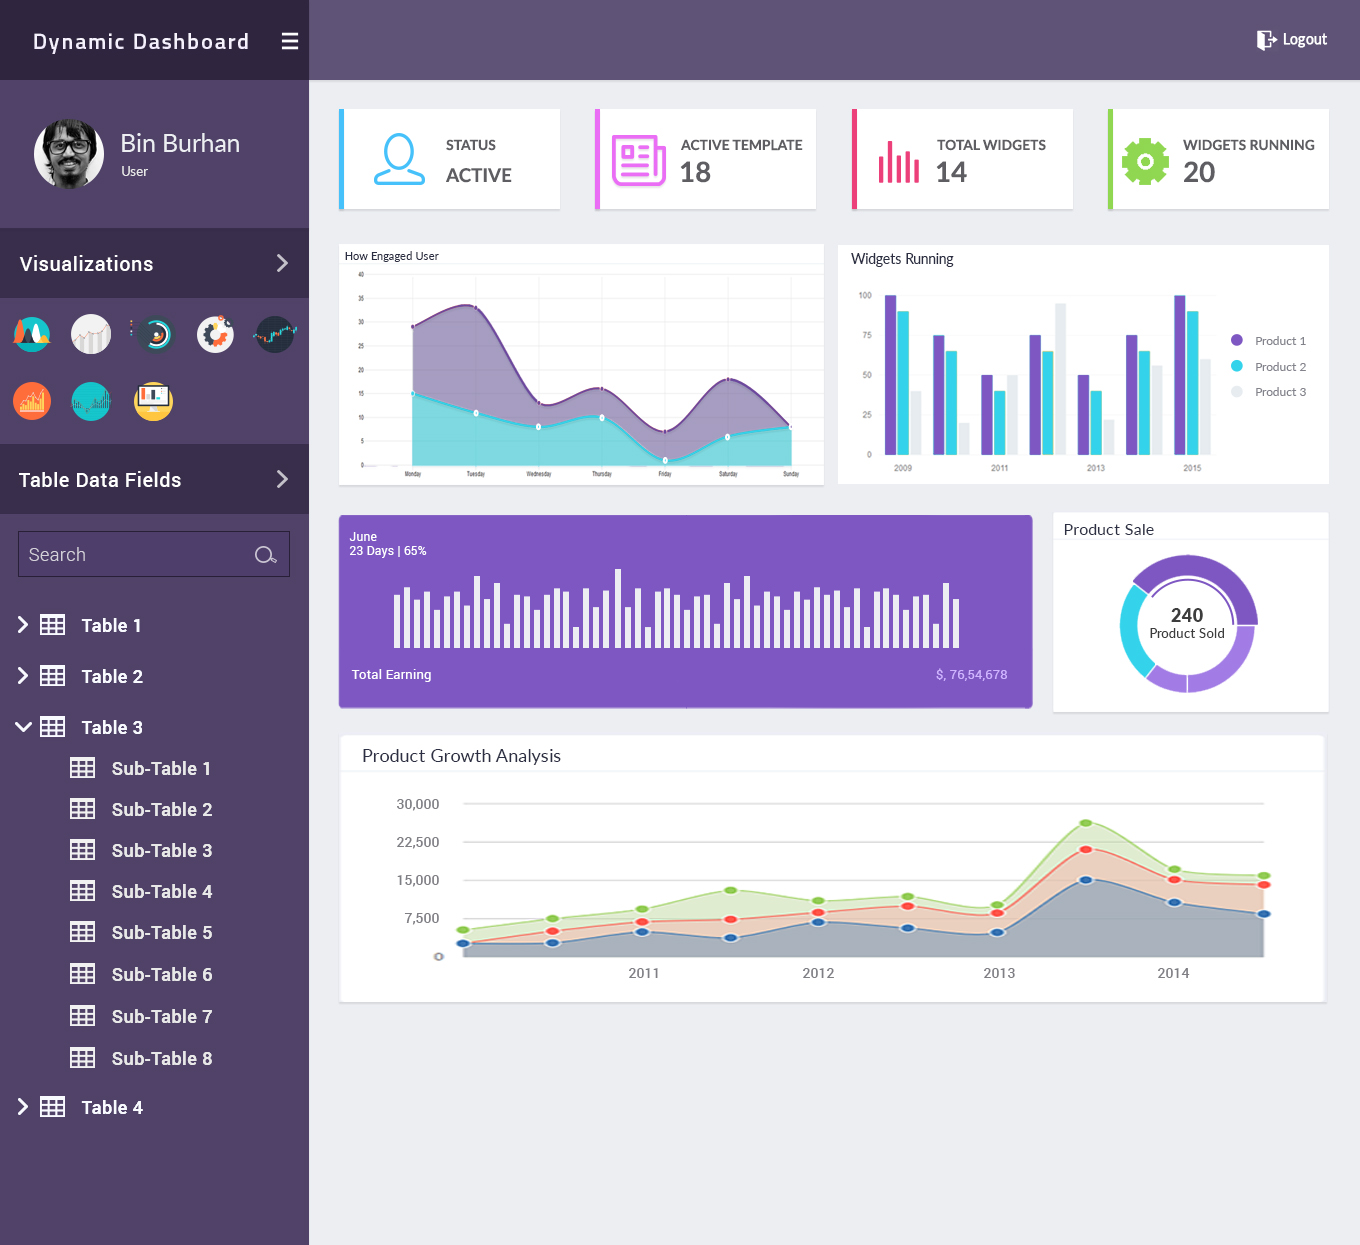 Dynamic Dashboard
Logout
Bin Burhan
User
Visualizations
Table Data Fields
Search
Table 1
Table 2
Table 3
Sub-Table 1
Sub-Table 2
Sub-Table 3
Sub-Table 4
Sub-Table 5
Sub-Table 6
Sub-Table 7
Sub-Table 8
Table 4
STATUS
ACTIVE
ACTIVE TEMPLATE
18
TOTAL WIDGETS
14
WIDGETS RUNNING
20
How Engaged User
40
35
30
25
20
15
10
5
0
Monday Tuesday Wednesday Thursday Friday Saturday Sunday
Widgets Running
100
75
50
25
0
2009 2011 2013 2015
Product 1
Product 2
Product 3
June
23 Days | 65%
Total Earning
$, 76,54,678
Product Sale
240
Product Sold
Product Growth Analysis
30,000
22,500
15,000
7,500
0
2011 2012 2013 2014